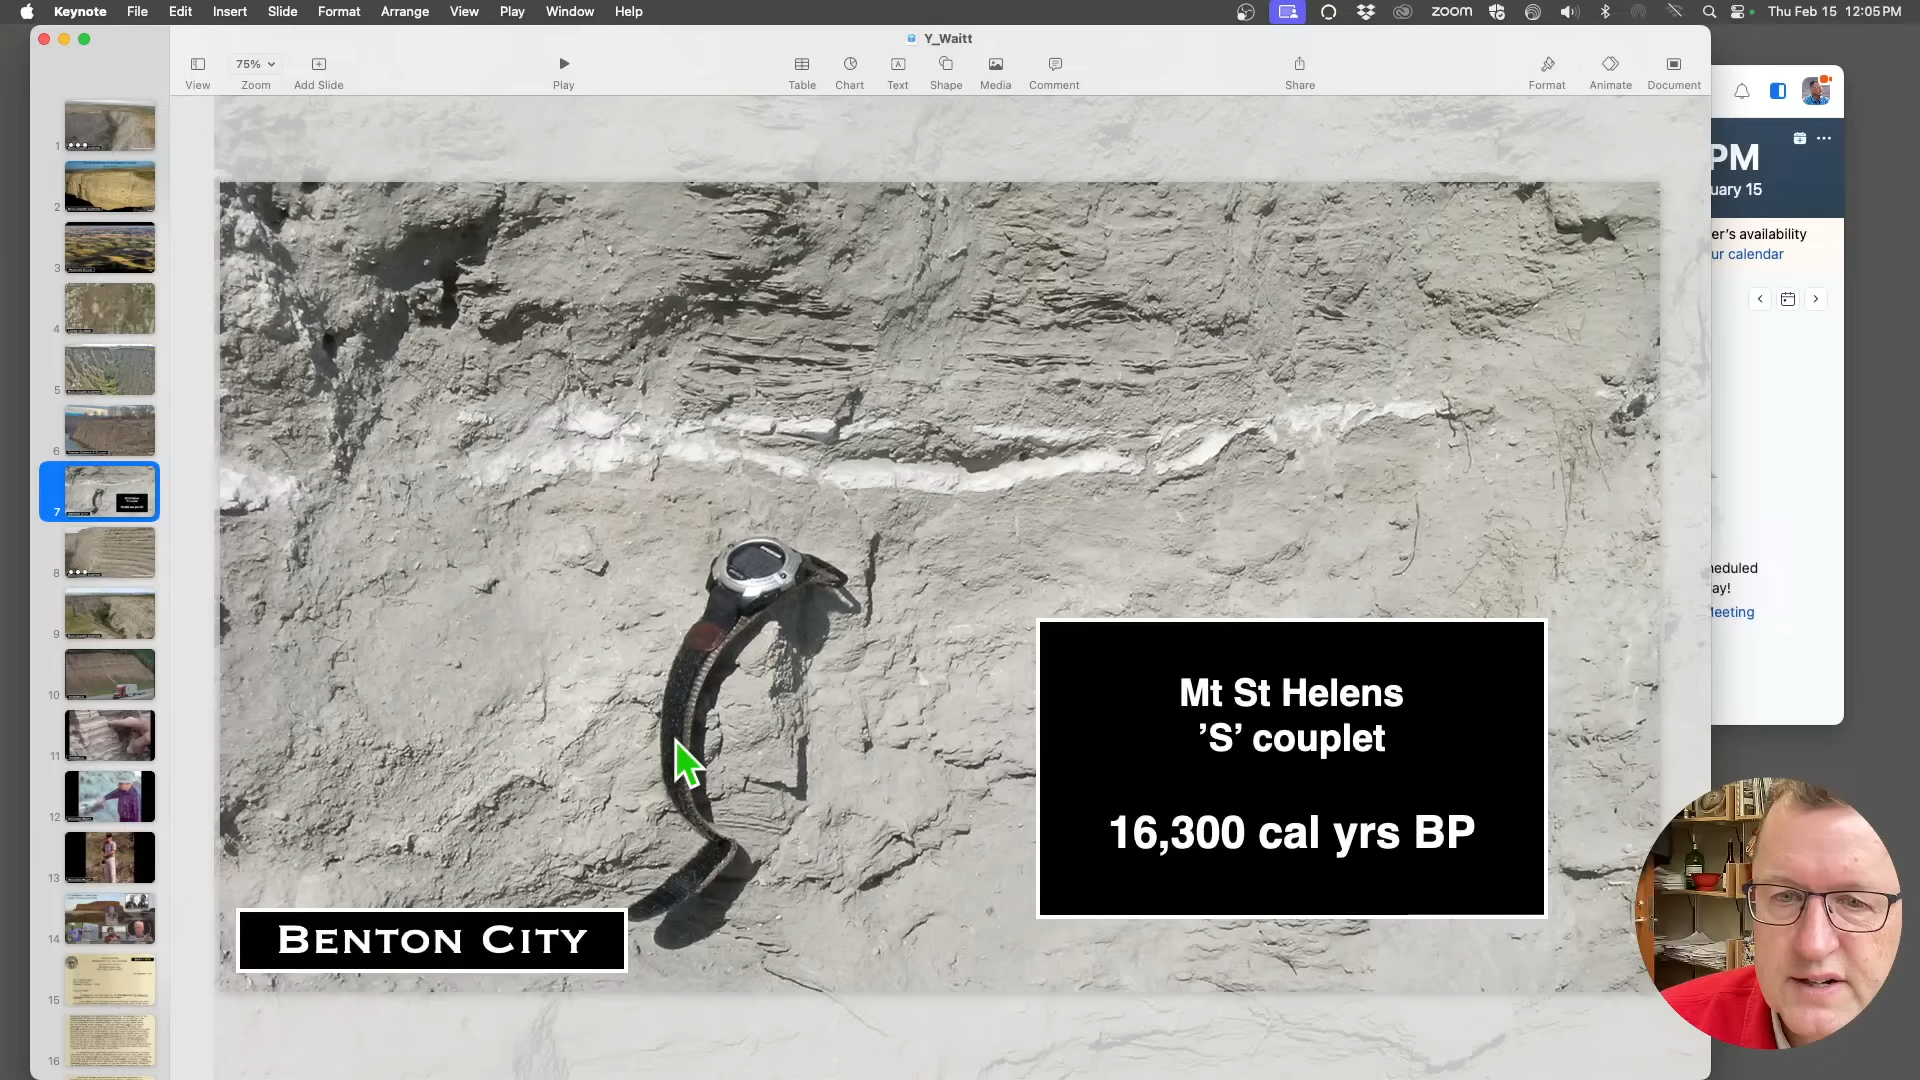 Keynote File Edit Insert Slide Format Arrange View Play Window Help
zoom Thu Feb 15 12:05 PM
Y_Waitt
75%
View Zoom Add Slide Play Table Chart Text Shape Media Comment Share Format Animate Document
1
2
3
4
5
6
7
8
9
10
11
12
13
14
15
16
Mt St Helens
’S’ couplet
16,300 cal yrs BP
Benton City
PM
uary 15
er’s availability
ur calendar
heduled
ay!
Meeting